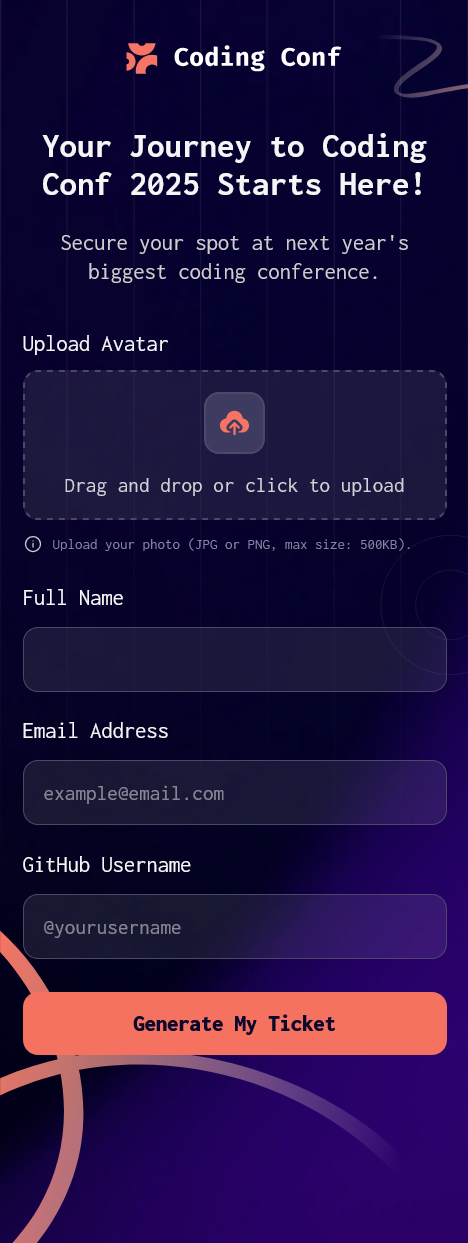 Coding Conf
Your Journey to Coding
Conf 2025 Starts Here!
Secure your spot at next year's
biggest coding conference.
Upload Avatar
Drag and drop or click to upload
Upload your photo (JPG or PNG, max size: 500KB).
Full Name
Email Address
example@email.com
GitHub Username
@yourusername
Generate My Ticket